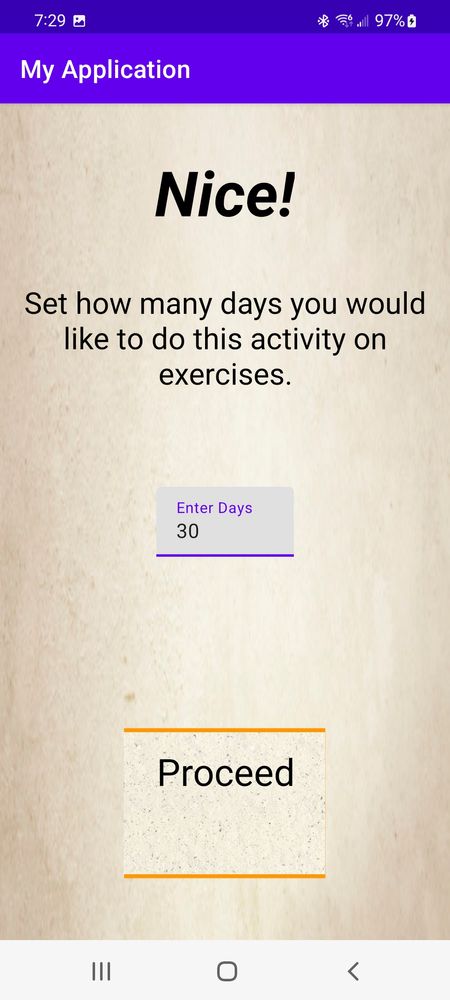 7:29 97%
My Application
Nice!
Set how many days you would
like to do this activity on
exercises.
Enter Days
30
Proceed